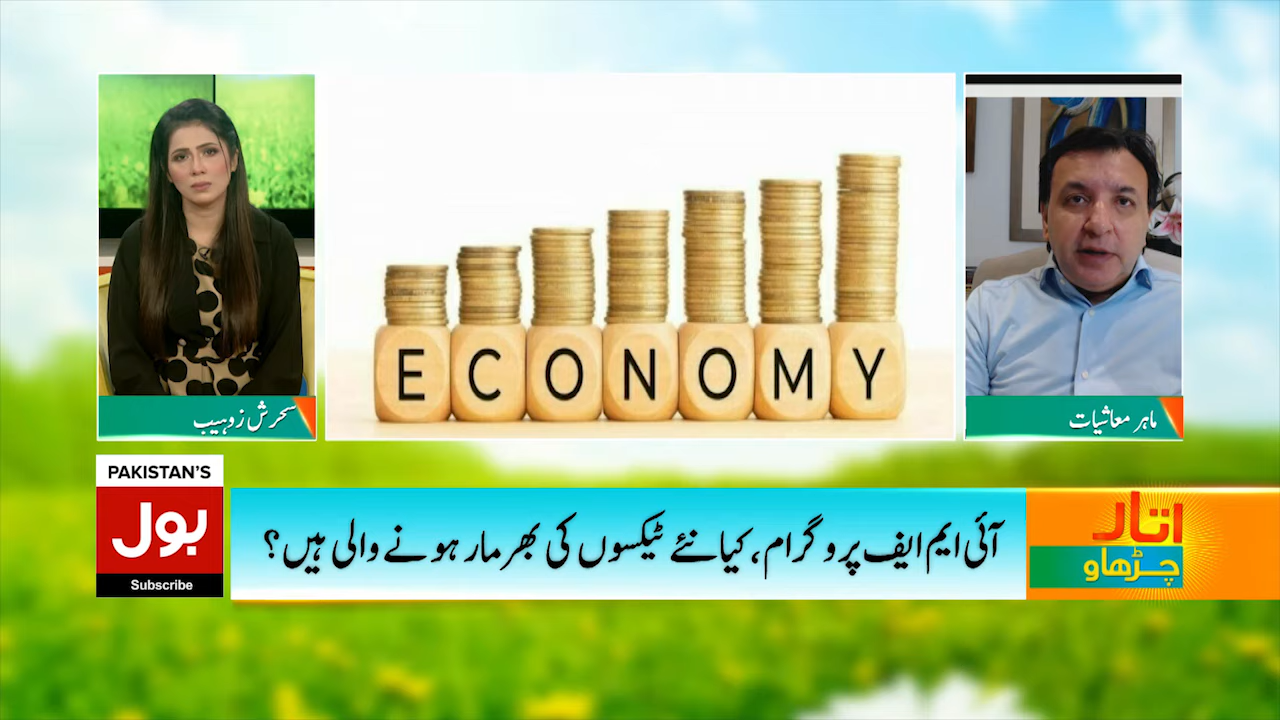 ECONOMY
سحرش زوہیب
ماہر معاشیات
PAKISTAN'S
بول
Subscribe
آئی ایم ایف پروگرام، کیا نئے ٹیکسوں کی بھرمار ہونے والی ہیں؟
اتار
چڑھاو